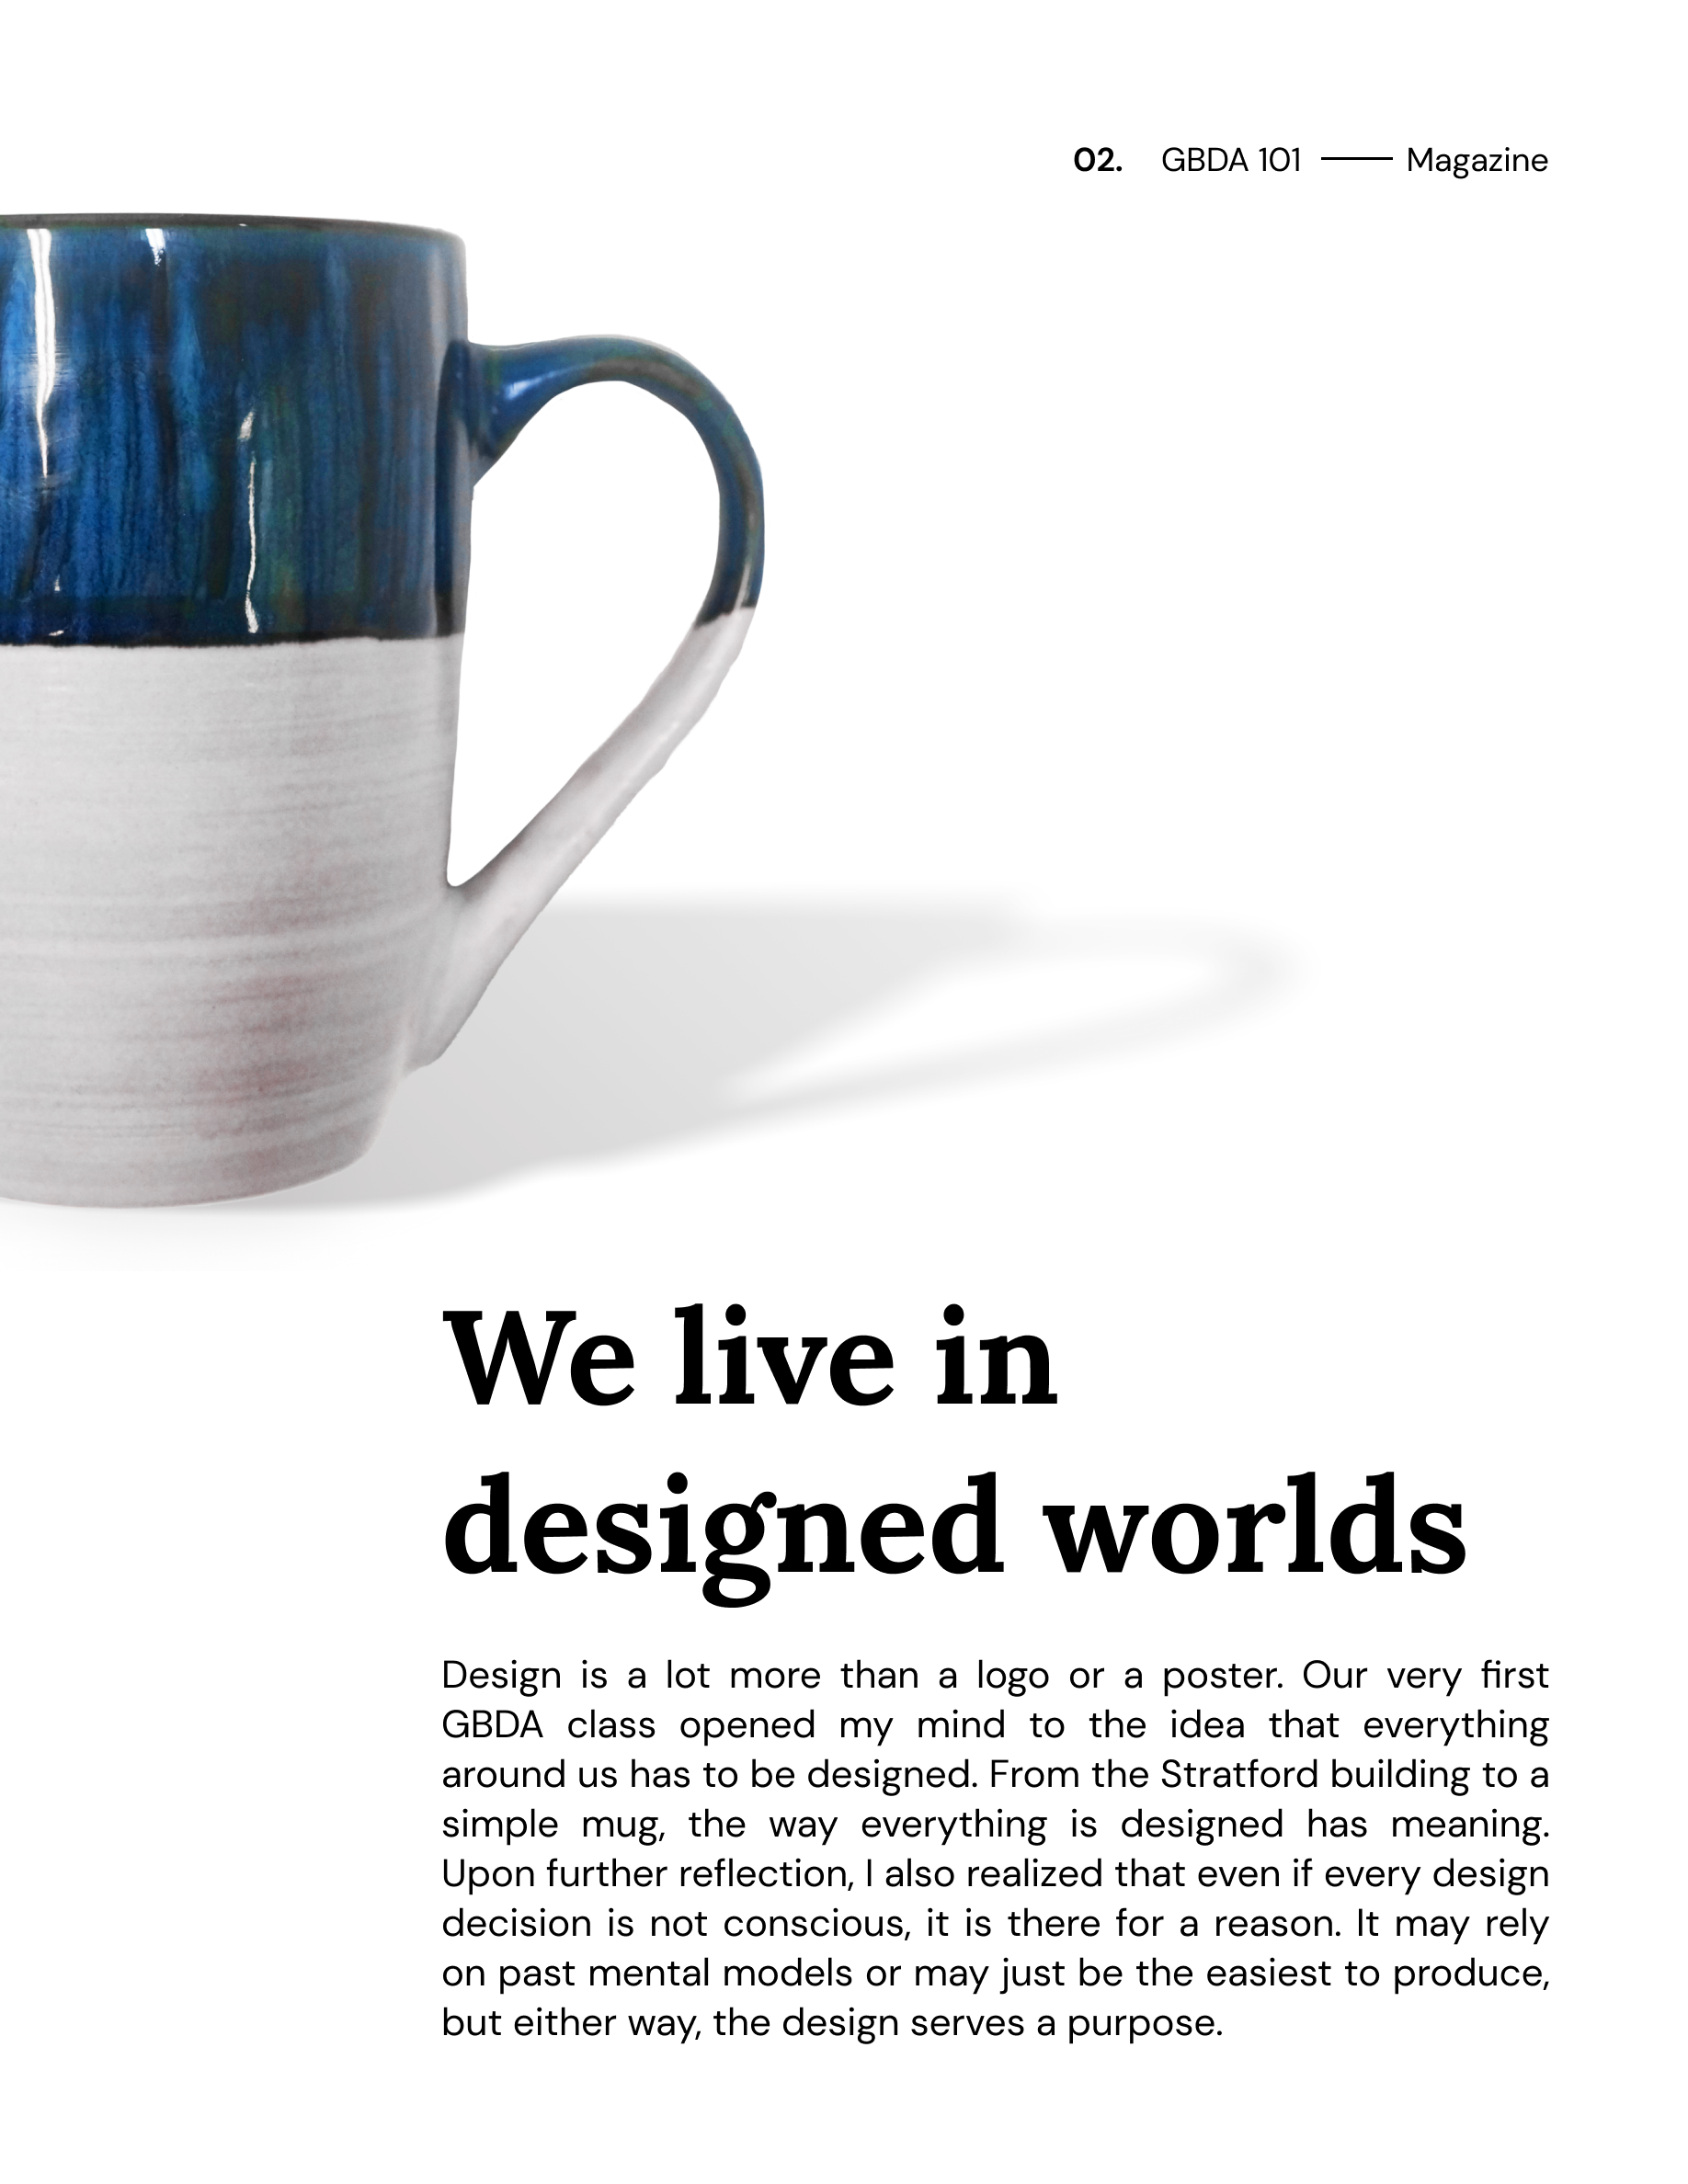 02. GBDA 101 — Magazine
We live in
designed worlds
Design is a lot more than a logo or a poster. Our very first
GBDA class opened my mind to the idea that everything
around us has to be designed. From the Stratford building to a
simple mug, the way everything is designed has meaning.
Upon further reflection, I also realized that even if every design
decision is not conscious, it is there for a reason. It may rely
on past mental models or may just be the easiest to produce,
but either way, the design serves a purpose.